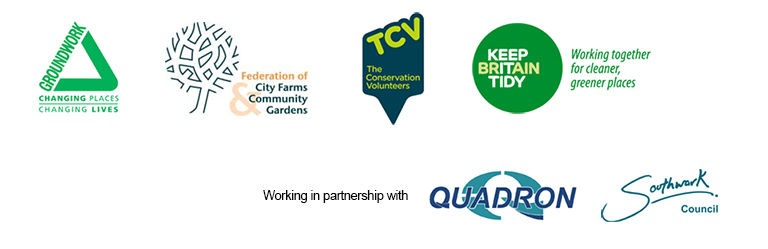 GROUNDWORK
CHANGING PLACES
CHANGING LIVES
Federation of
City Farms
& Community
Gardens
TCV
The
Conservation
Volunteers
KEEP
BRITAIN
TIDY
Working together
for cleaner,
greener places
Working in partnership with
QUADRON
Southwark
Council